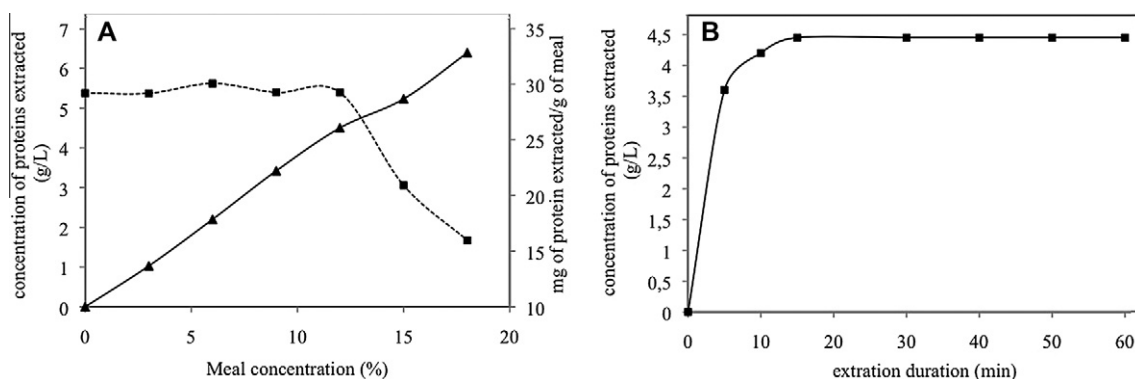 A
concentration of proteins extracted
(g/L)
7
6
5
4
3
2
1
0
0 5 10 15 20
Meal concentration (%)
35
30
25
20
15
10
mg of protein extracted/g of meal
B
concentration of proteins extracted
(g/L)
4,5
4
3,5
3
2,5
2
1,5
1
0,5
0
0 10 20 30 40 50 60
extration duration (min)